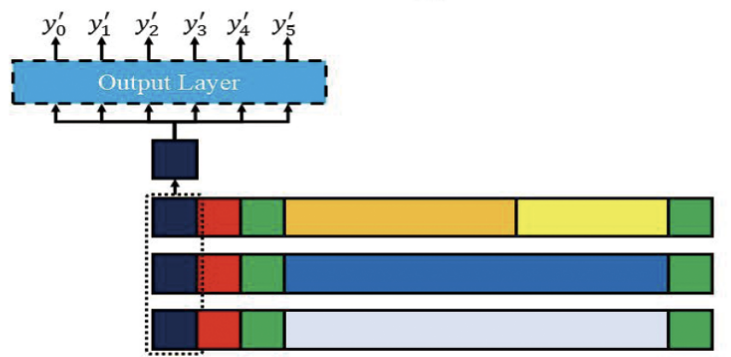 y′₀ y′₁ y′₂ y′₃ y′₄ y′₅
Output Layer